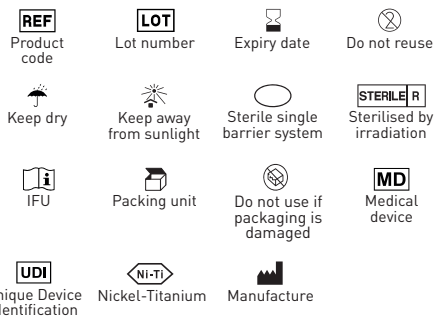 REF
LOT
Product code
Lot number
Expiry date
Do not reuse
Keep dry
Keep away from sunlight
Sterile single barrier system
STERILE R
Sterilised by irradiation
i
IFU
Packing unit
Do not use if packaging is damaged
MD
Medical device
UDI
nique Device
dentification
Ni-Ti
Nickel-Titanium
Manufacture